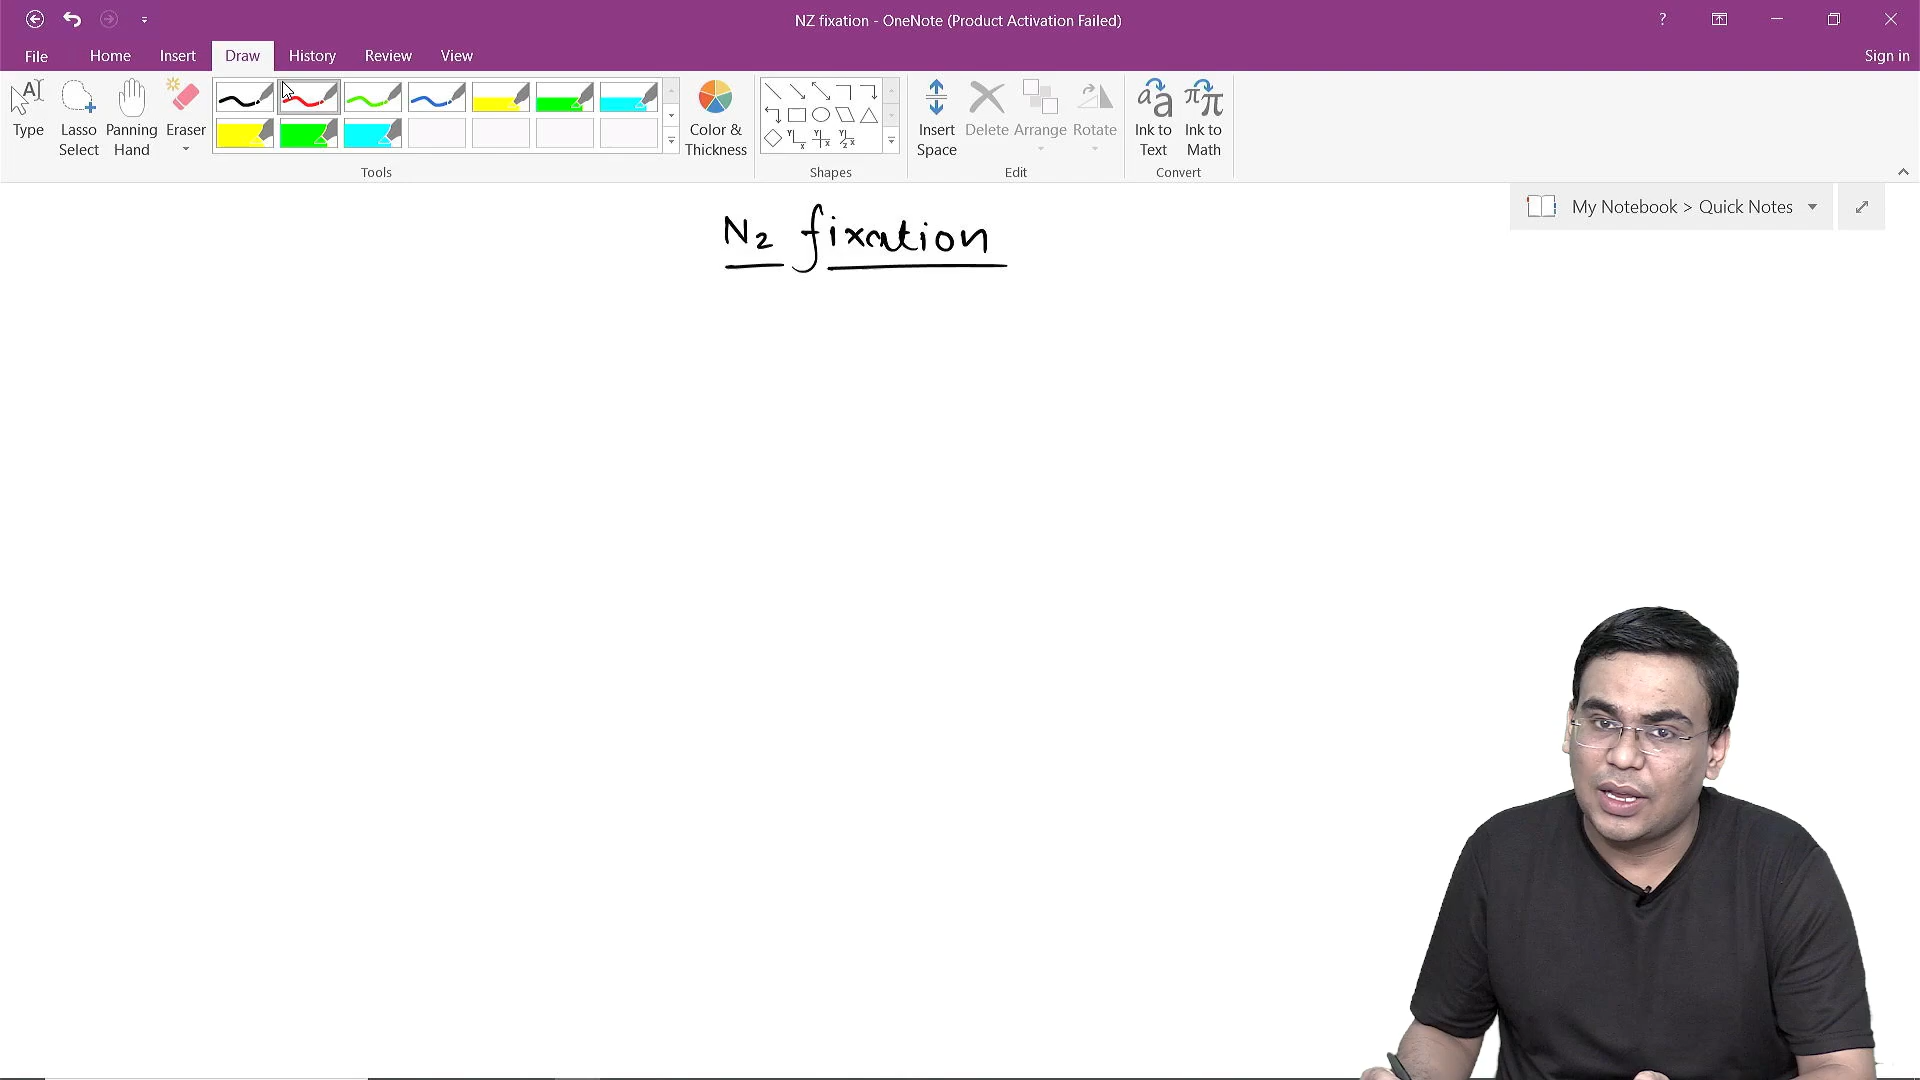 NZ fixation - OneNote (Product Activation Failed)
?
File Home Insert Draw History Review View
Sign in
Type
Lasso Select
Panning Hand
Eraser
Color & Thickness
Insert Space
Delete
Arrange
Rotate
Ink to Text
Ink to Math
Tools
Shapes
Edit
Convert
My Notebook > Quick Notes
N2 fixation